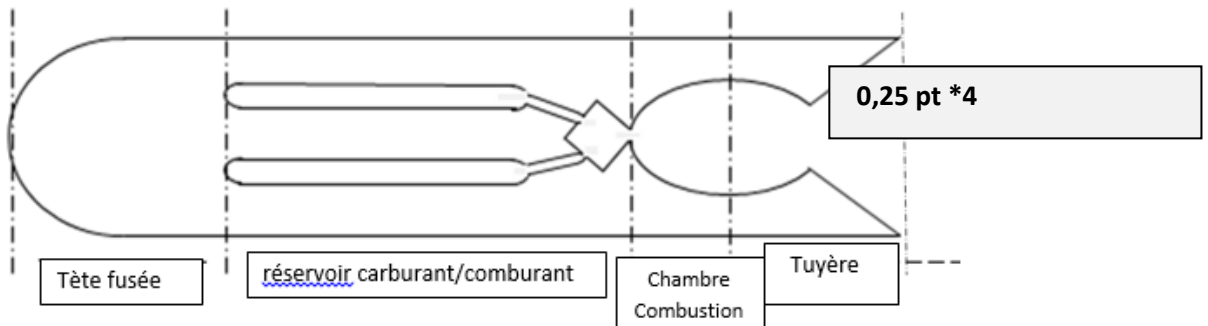 0,25 pt *4
Tète fusée
réservoir carburant/comburant
Chambre
Combustion
Tuyère